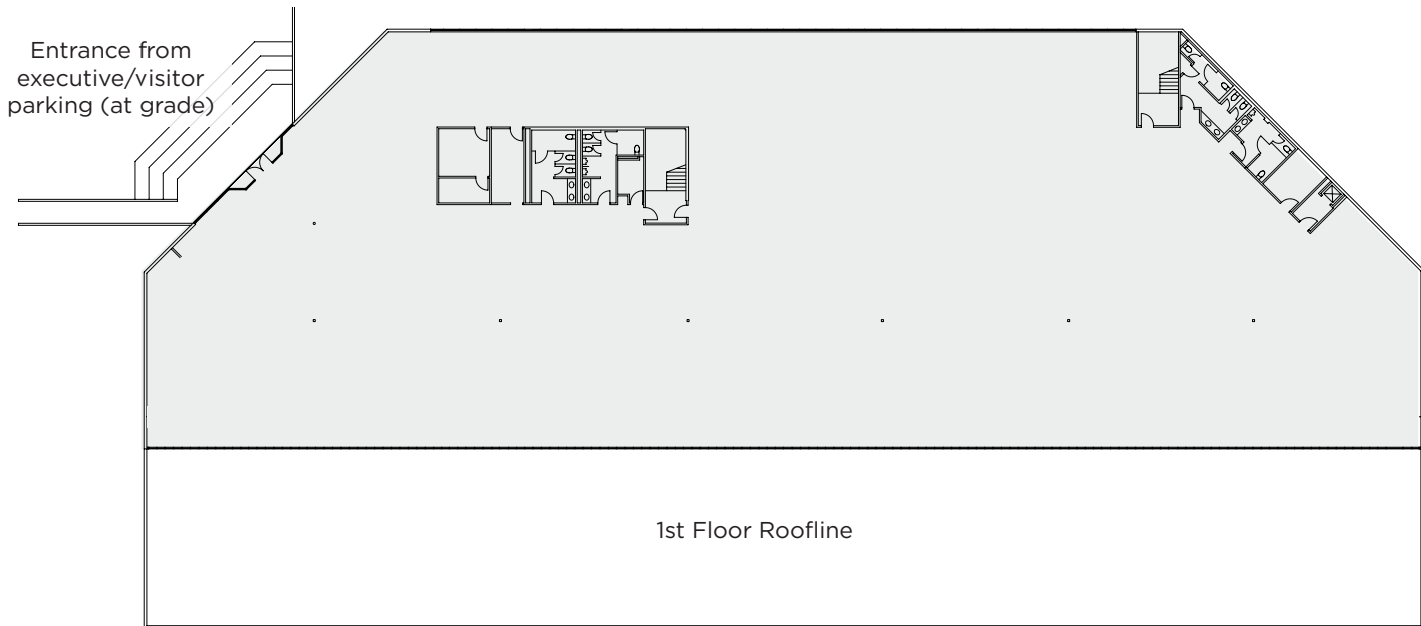 Entrance from
executive/visitor
parking (at grade)
1st Floor Roofline